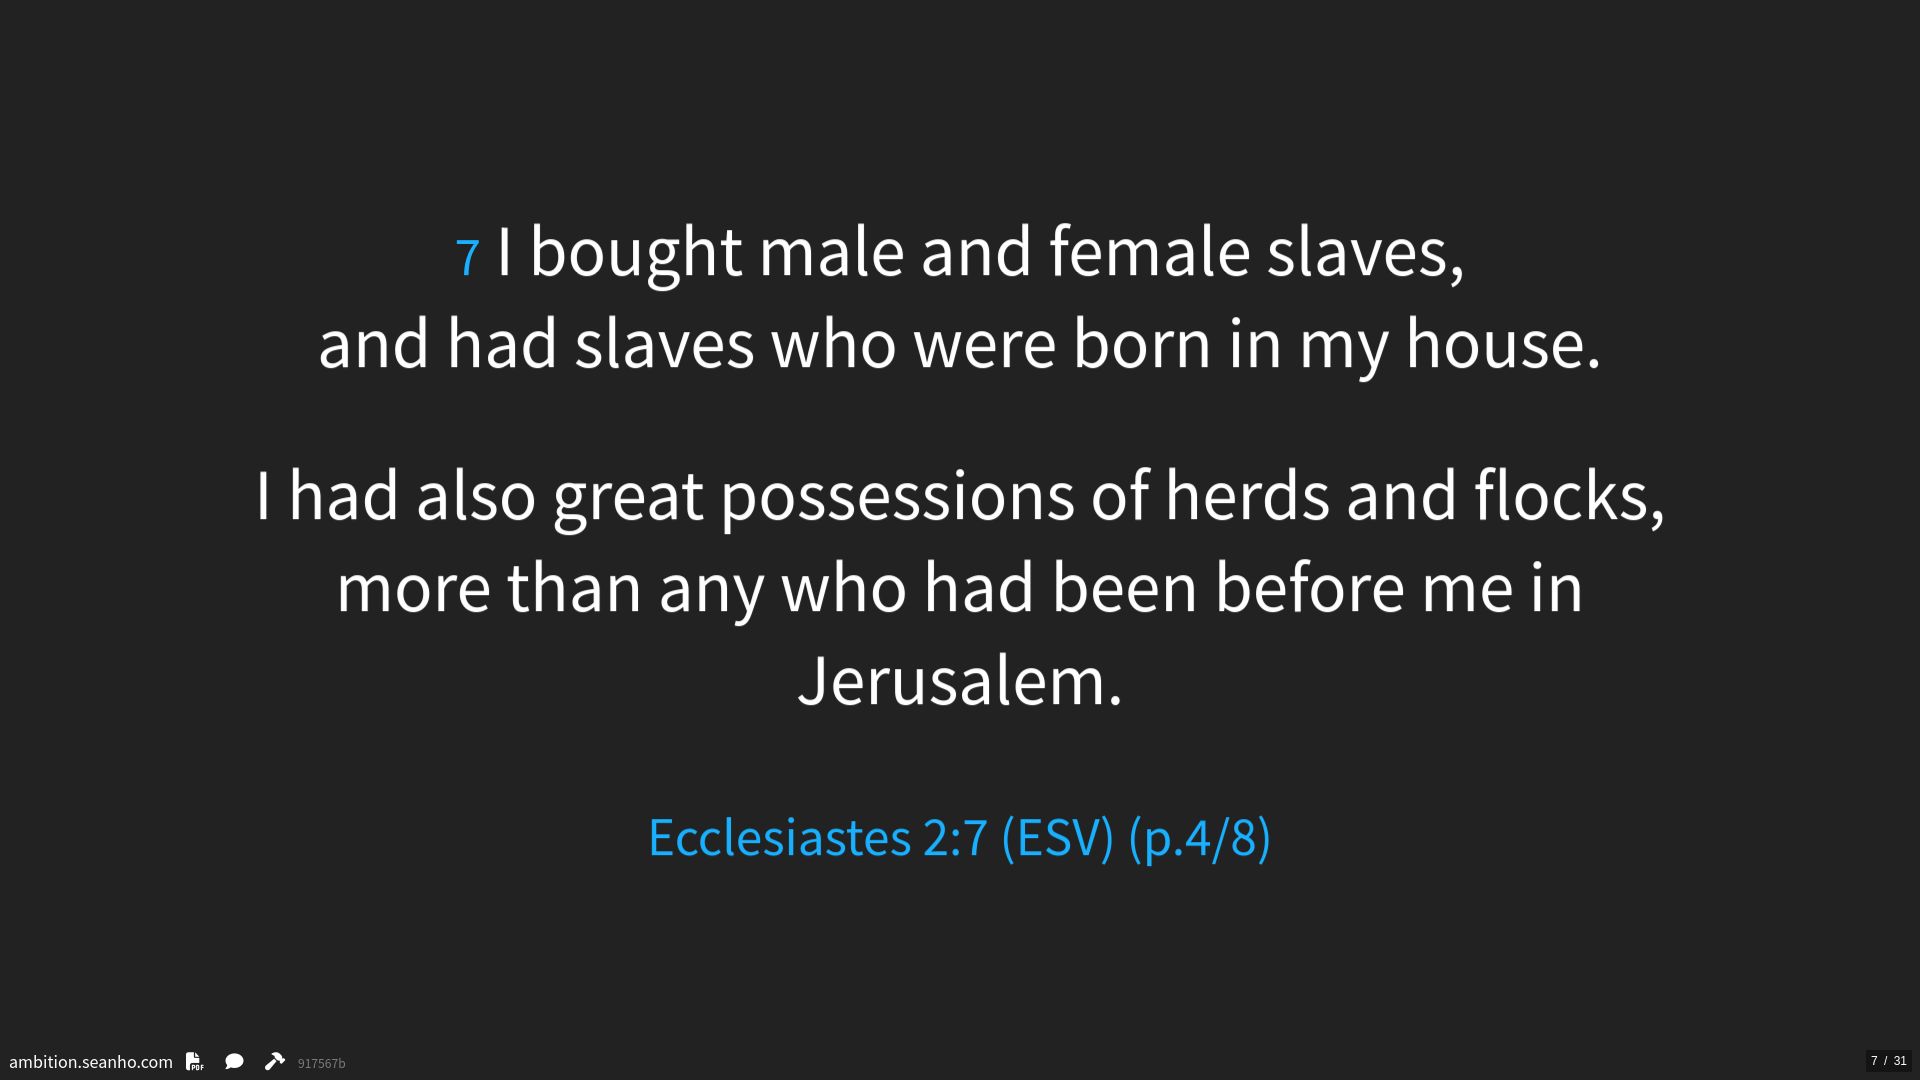 7 I bought male and female slaves,
and had slaves who were born in my house.
I had also great possessions of herds and flocks,
more than any who had been before me in
Jerusalem.
Ecclesiastes 2:7 (ESV) (p.4/8)
ambition.seanho.com PDF 917567b
7 / 31